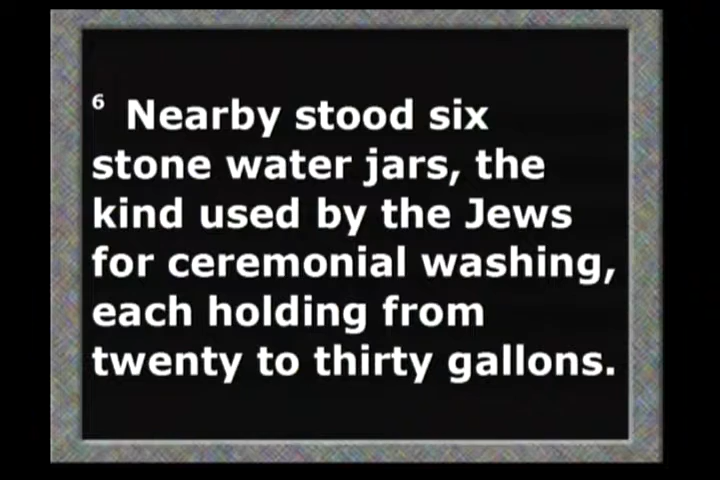 6 Nearby stood six
stone water jars, the
kind used by the Jews
for ceremonial washing,
each holding from
twenty to thirty gallons.